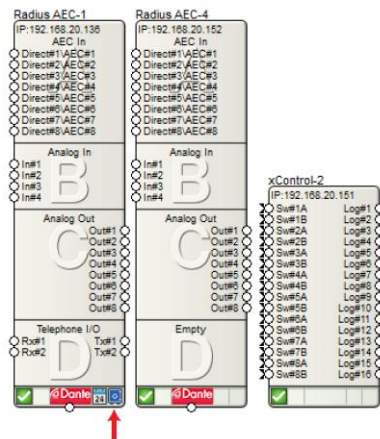 Radius AEC-1
IP:192.168.20.136
AEC In
Direct#1\AEC#1
Direct#2\AEC#2
Direct#3\AEC#3
Direct#4\AEC#4
Direct#5\AEC#5
Direct#6\AEC#6
Direct#7\AEC#7
Direct#8\AEC#8
Analog In
B
In#1
In#2
In#3
In#4
Analog Out
C
Out#1
Out#2
Out#3
Out#4
Out#5
Out#6
Out#7
Out#8
Telephone I/O
D
Rx#1 Tx#1
Rx#2 Tx#2
Dante 24
Radius AEC-4
IP:192.168.20.152
AEC In
Direct#1\AEC#1
Direct#2\AEC#2
Direct#3\AEC#3
Direct#4\AEC#4
Direct#5\AEC#5
Direct#6\AEC#6
Direct#7\AEC#7
Direct#8\AEC#8
Analog In
B
In#1
In#2
In#3
In#4
Analog Out
C
Out#1
Out#2
Out#3
Out#4
Out#5
Out#6
Out#7
Out#8
Empty
D
Dante
xControl-2
IP:192.168.20.151
Sw#1A Log#1
Sw#1B Log#2
Sw#2A Log#3
Sw#2B Log#4
Sw#3A Log#5
Sw#3B Log#6
Sw#4A Log#7
Sw#4B Log#8
Sw#5A Log#9
Sw#5B Log#10
Sw#6A Log#11
Sw#6B Log#12
Sw#7A Log#13
Sw#7B Log#14
Sw#8A Log#15
Sw#8B Log#16